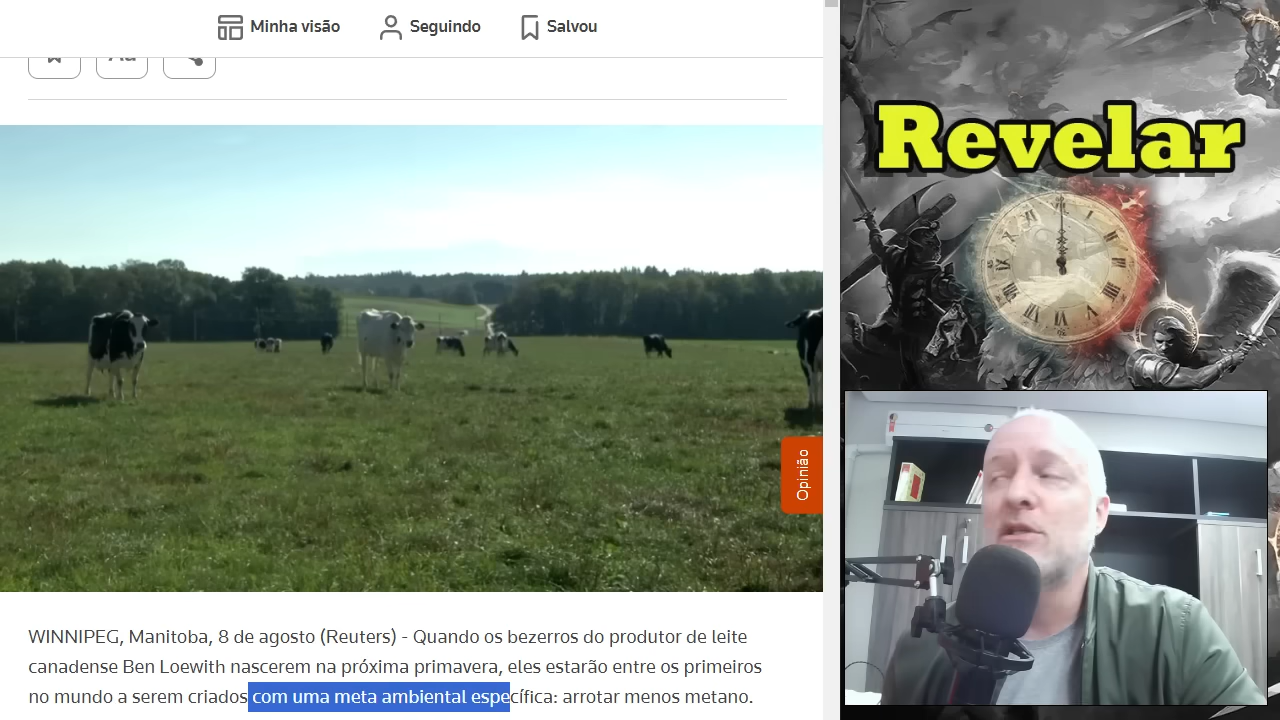 Minha visão
Seguindo
Salvou
Aa
Revelar
Opinião
WINNIPEG, Manitoba, 8 de agosto (Reuters) - Quando os bezerros do produtor de leite
canadense Ben Loewith nascerem na próxima primavera, eles estarão entre os primeiros
no mundo a serem criados com uma meta ambiental específica: arrotar menos metano.